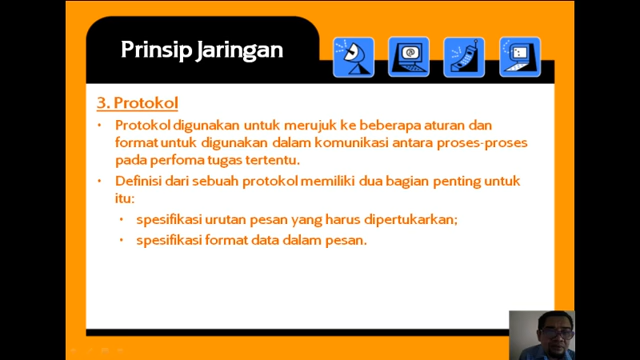 Prinsip Jaringan
3. Protokol
• Protokol digunakan untuk merujuk ke beberapa aturan dan
format untuk digunakan dalam komunikasi antara proses-proses
pada perfoma tugas tertentu.
• Definisi dari sebuah protokol memiliki dua bagian penting untuk
itu:
• spesifikasi urutan pesan yang harus dipertukarkan;
• spesifikasi format data dalam pesan.